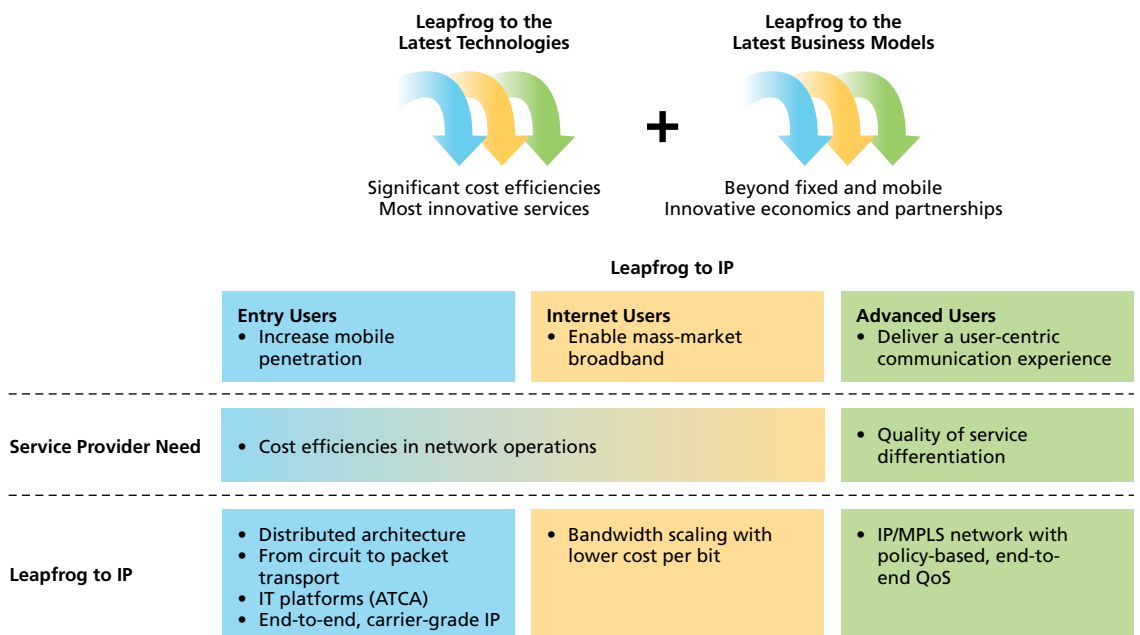 Leapfrog to the
Latest Technologies
Leapfrog to the
Latest Business Models
+
Significant cost efficiencies
Most innovative services
Beyond fixed and mobile
Innovative economics and partnerships
Leapfrog to IP
Entry Users
• Increase mobile
penetration
Internet Users
• Enable mass-market
broadband
Advanced Users
• Deliver a user-centric
communication experience
Service Provider Need
• Cost efficiencies in network operations
• Quality of service
differentiation
Leapfrog to IP
• Distributed architecture
• From circuit to packet
transport
• IT platforms (ATCA)
• End-to-end, carrier-grade IP
• Bandwidth scaling with
lower cost per bit
• IP/MPLS network with
policy-based, end-to-
end QoS